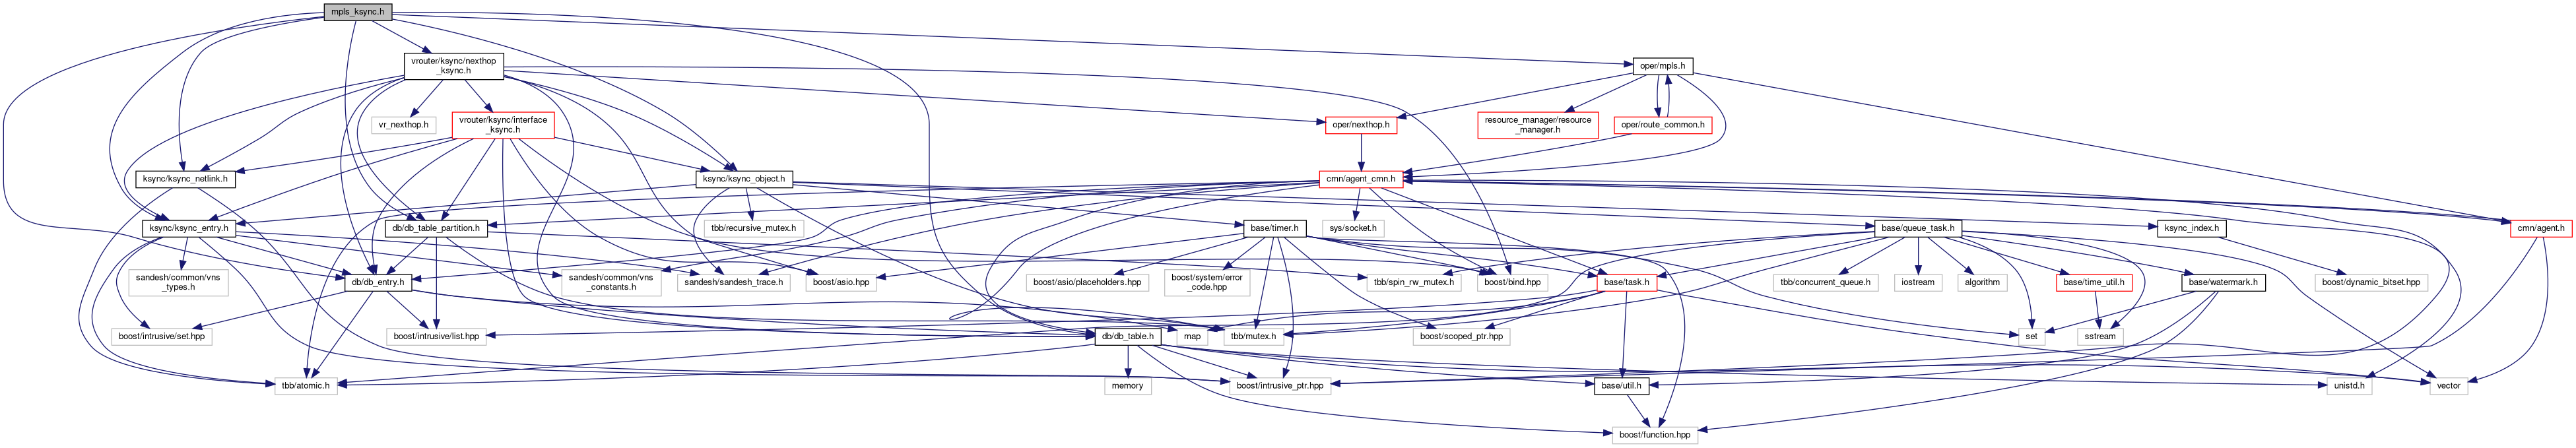 mpls_ksync.h
vrouter/ksync/nexthop
_ksync.h
oper/mpls.h
vr_nexthop.h
vrouter/ksync/interface
_ksync.h
oper/nexthop.h
resource_manager/resource
_manager.h
oper/route_common.h
ksync/ksync_netlink.h
ksync/ksync_object.h
cmn/agent_cmn.h
ksync/ksync_entry.h
db/db_table_partition.h
tbb/recursive_mutex.h
base/timer.h
sys/socket.h
base/queue_task.h
ksync_index.h
cmn/agent.h
sandesh/common/vns
_types.h
db/db_entry.h
sandesh/common/vns
_constants.h
sandesh/sandesh_trace.h
boost/asio.hpp
boost/asio/placeholders.hpp
boost/system/error
_code.hpp
tbb/spin_rw_mutex.h
boost/bind.hpp
base/task.h
tbb/concurrent_queue.h
iostream
algorithm
base/time_util.h
base/watermark.h
boost/dynamic_bitset.hpp
boost/intrusive/set.hpp
boost/intrusive/list.hpp
db/db_table.h
map
tbb/mutex.h
boost/scoped_ptr.hpp
set
sstream
tbb/atomic.h
memory
boost/intrusive_ptr.hpp
base/util.h
unistd.h
vector
boost/function.hpp